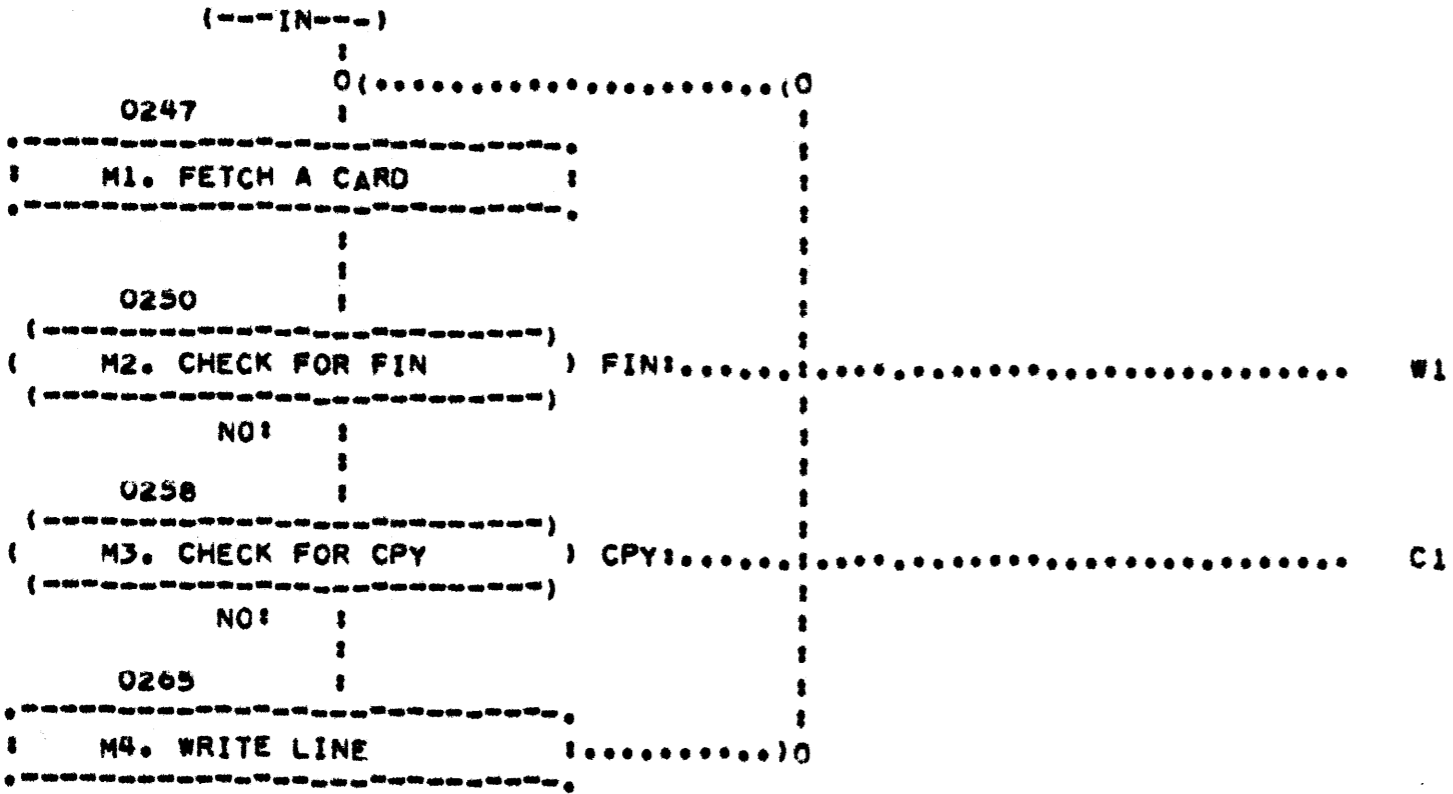 (---IN---)
O(......................(O
0247
M1. FETCH A CARD
0250
M2. CHECK FOR FIN ) FIN: W1
NO:
0258
M3. CHECK FOR CPY ) CPY: C1
NO:
0265
M4. WRITE LINE :..........)O